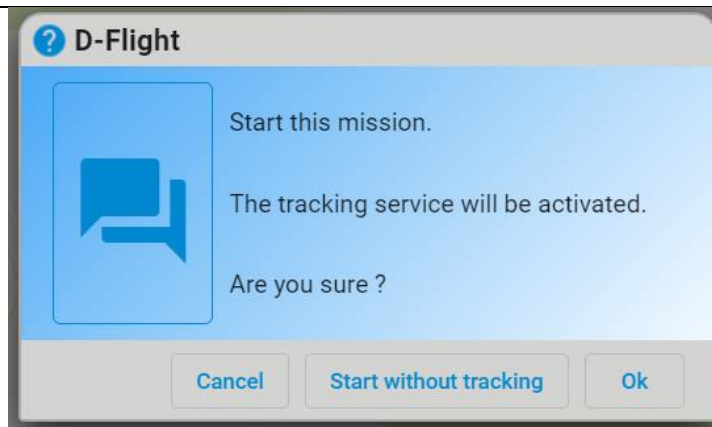 D-Flight
Start this mission.
The tracking service will be activated.
Are you sure ?
Cancel
Start without tracking
Ok